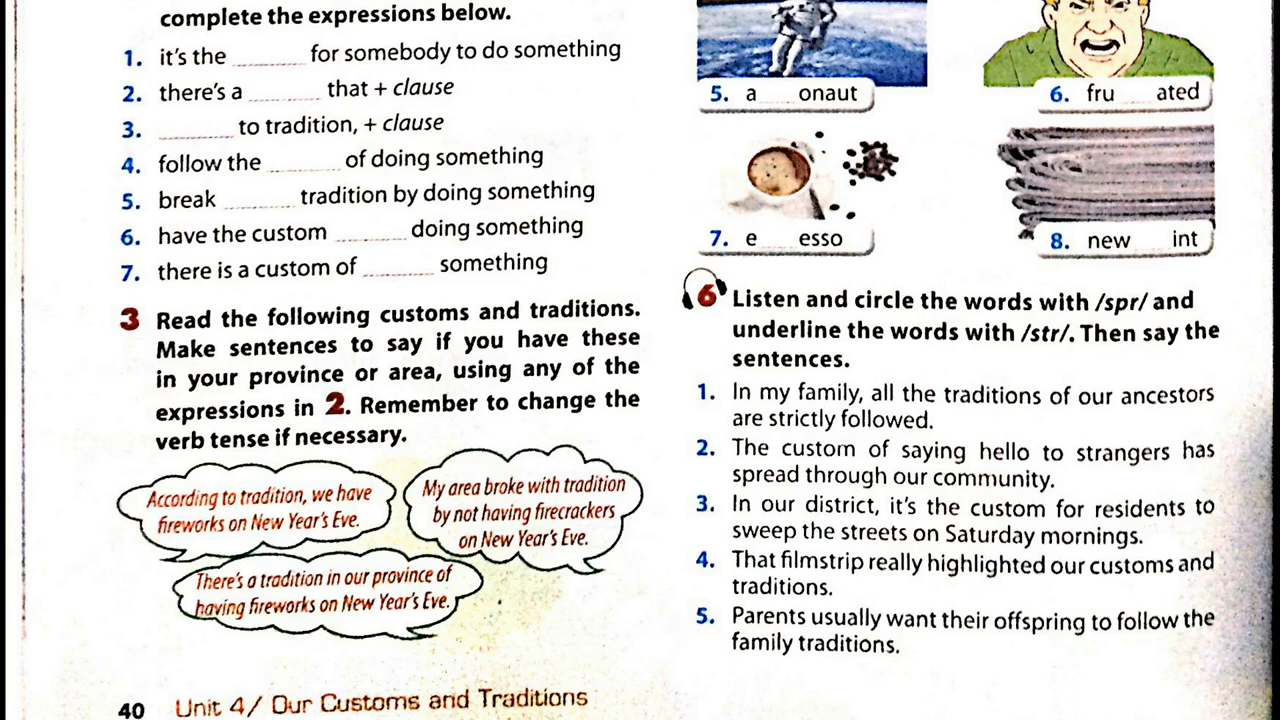 complete the expressions below.
1. it's the ........ for somebody to do something
2. there's a ........ that + clause
3. ........ to tradition, + clause
4. follow the ........ of doing something
5. break ........ tradition by doing something
6. have the custom ........ doing something
7. there is a custom of ........ something
3 Read the following customs and traditions.
Make sentences to say if you have these
in your province or area, using any of the
expressions in 2. Remember to change the
verb tense if necessary.
According to tradition, we have
fireworks on New Year's Eve.
My area broke with tradition
by not having firecrackers
on New Year's Eve.
There's a tradition in our province of
having fireworks on New Year's Eve.
40 Unit 4/ Our Customs and Traditions
5. a __ onaut
6. fru __ ated
7. e __ esso
8. new __ int
6 Listen and circle the words with /spr/ and
underline the words with /str/. Then say the
sentences.
1. In my family, all the traditions of our ancestors
are strictly followed.
2. The custom of saying hello to strangers has
spread through our community.
3. In our district, it's the custom for residents to
sweep the streets on Saturday mornings.
4. That filmstrip really highlighted our customs and
traditions.
5. Parents usually want their offspring to follow the
family traditions.